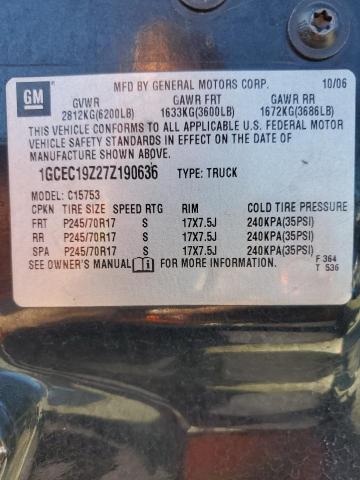 GM
MFD BY GENERAL MOTORS CORP. 10/06
GVWR GAWR FRT GAWR RR
2812KG(6200LB) 1633KG(3600LB) 1672KG(3686LB)
THIS VEHICLE CONFORMS TO ALL APPLICABLE U.S. FEDERAL MOTOR
VEHICLE SAFETY STANDARDS IN EFFECT ON THE DATE OF
MANUFACTURE SHOWN ABOVE.
1GCEC19Z27Z190636 TYPE: TRUCK
MODEL: C15753
CPKN TIRE SIZE SPEED RTG RIM COLD TIRE PRESSURE
FRT P245/70R17 S 17X7.5J 240KPA(35PSI)
RR P245/70R17 S 17X7.5J 240KPA(35PSI)
SPA P245/70R17 S 17X7.5J 240KPA(35PSI)
SEE OWNER'S MANUAL FOR ADDITIONAL INFORMATION.
F 364
T 536